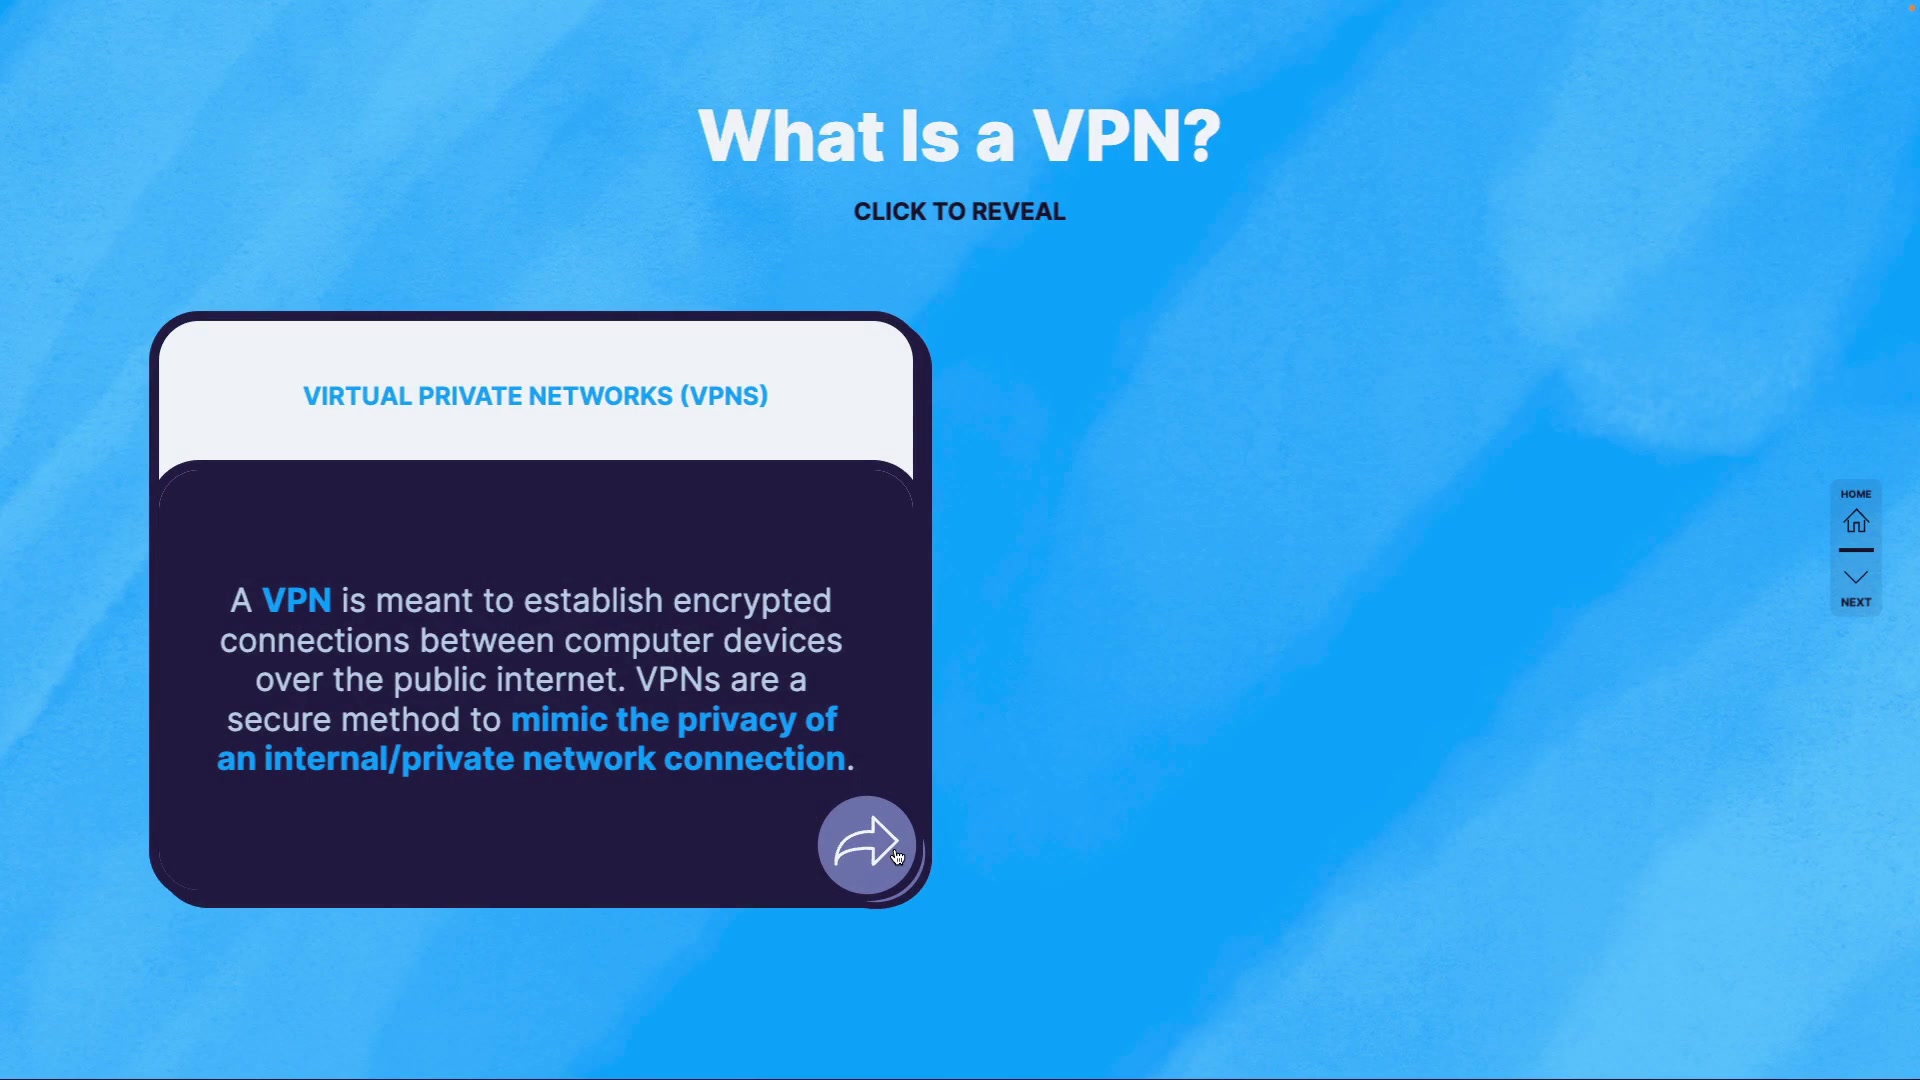 What Is a VPN?
CLICK TO REVEAL
VIRTUAL PRIVATE NETWORKS (VPNS)
A VPN is meant to establish encrypted
connections between computer devices
over the public internet. VPNs are a
secure method to mimic the privacy of
an internal/private network connection.
HOME
NEXT